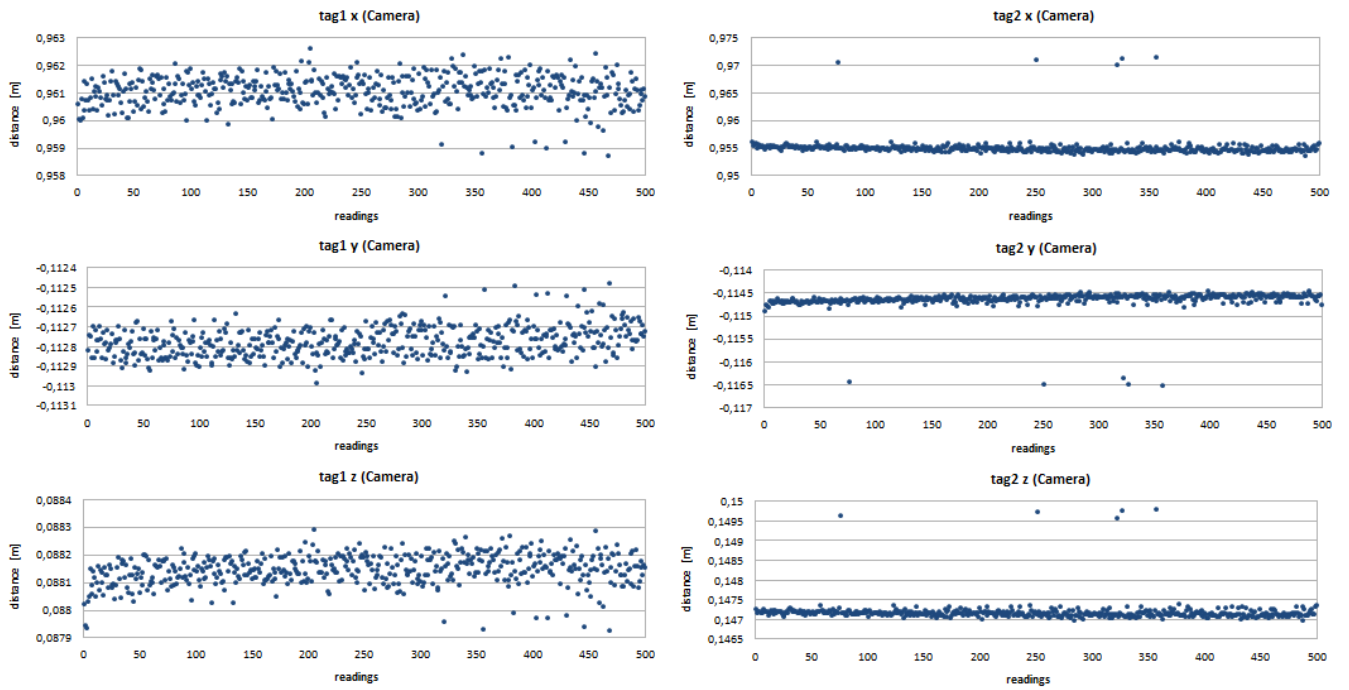 tag1 x (Camera)
distance [m]
0,963
0,962
0,961
0,96
0,959
0,958
0 50 100 150 200 250 300 350 400 450 500
readings
tag2 x (Camera)
distance [m]
0,975
0,97
0,965
0,96
0,955
0,95
0 50 100 150 200 250 300 350 400 450 500
readings
tag1 y (Camera)
distance [m]
-0,1124
-0,1125
-0,1126
-0,1127
-0,1128
-0,1129
-0,113
-0,1131
0 50 100 150 200 250 300 350 400 450 500
readings
tag2 y (Camera)
distance [m]
-0,114
-0,1145
-0,115
-0,1155
-0,116
-0,1165
-0,117
0 50 100 150 200 250 300 350 400 450 500
readings
tag1 z (Camera)
distance [m]
0,0884
0,0883
0,0882
0,0881
0,088
0,0879
0 50 100 150 200 250 300 350 400 450 500
readings
tag2 z (Camera)
distance [m]
0,15
0,1495
0,149
0,1485
0,148
0,1475
0,147
0,1465
0 50 100 150 200 250 300 350 400 450 500
readings